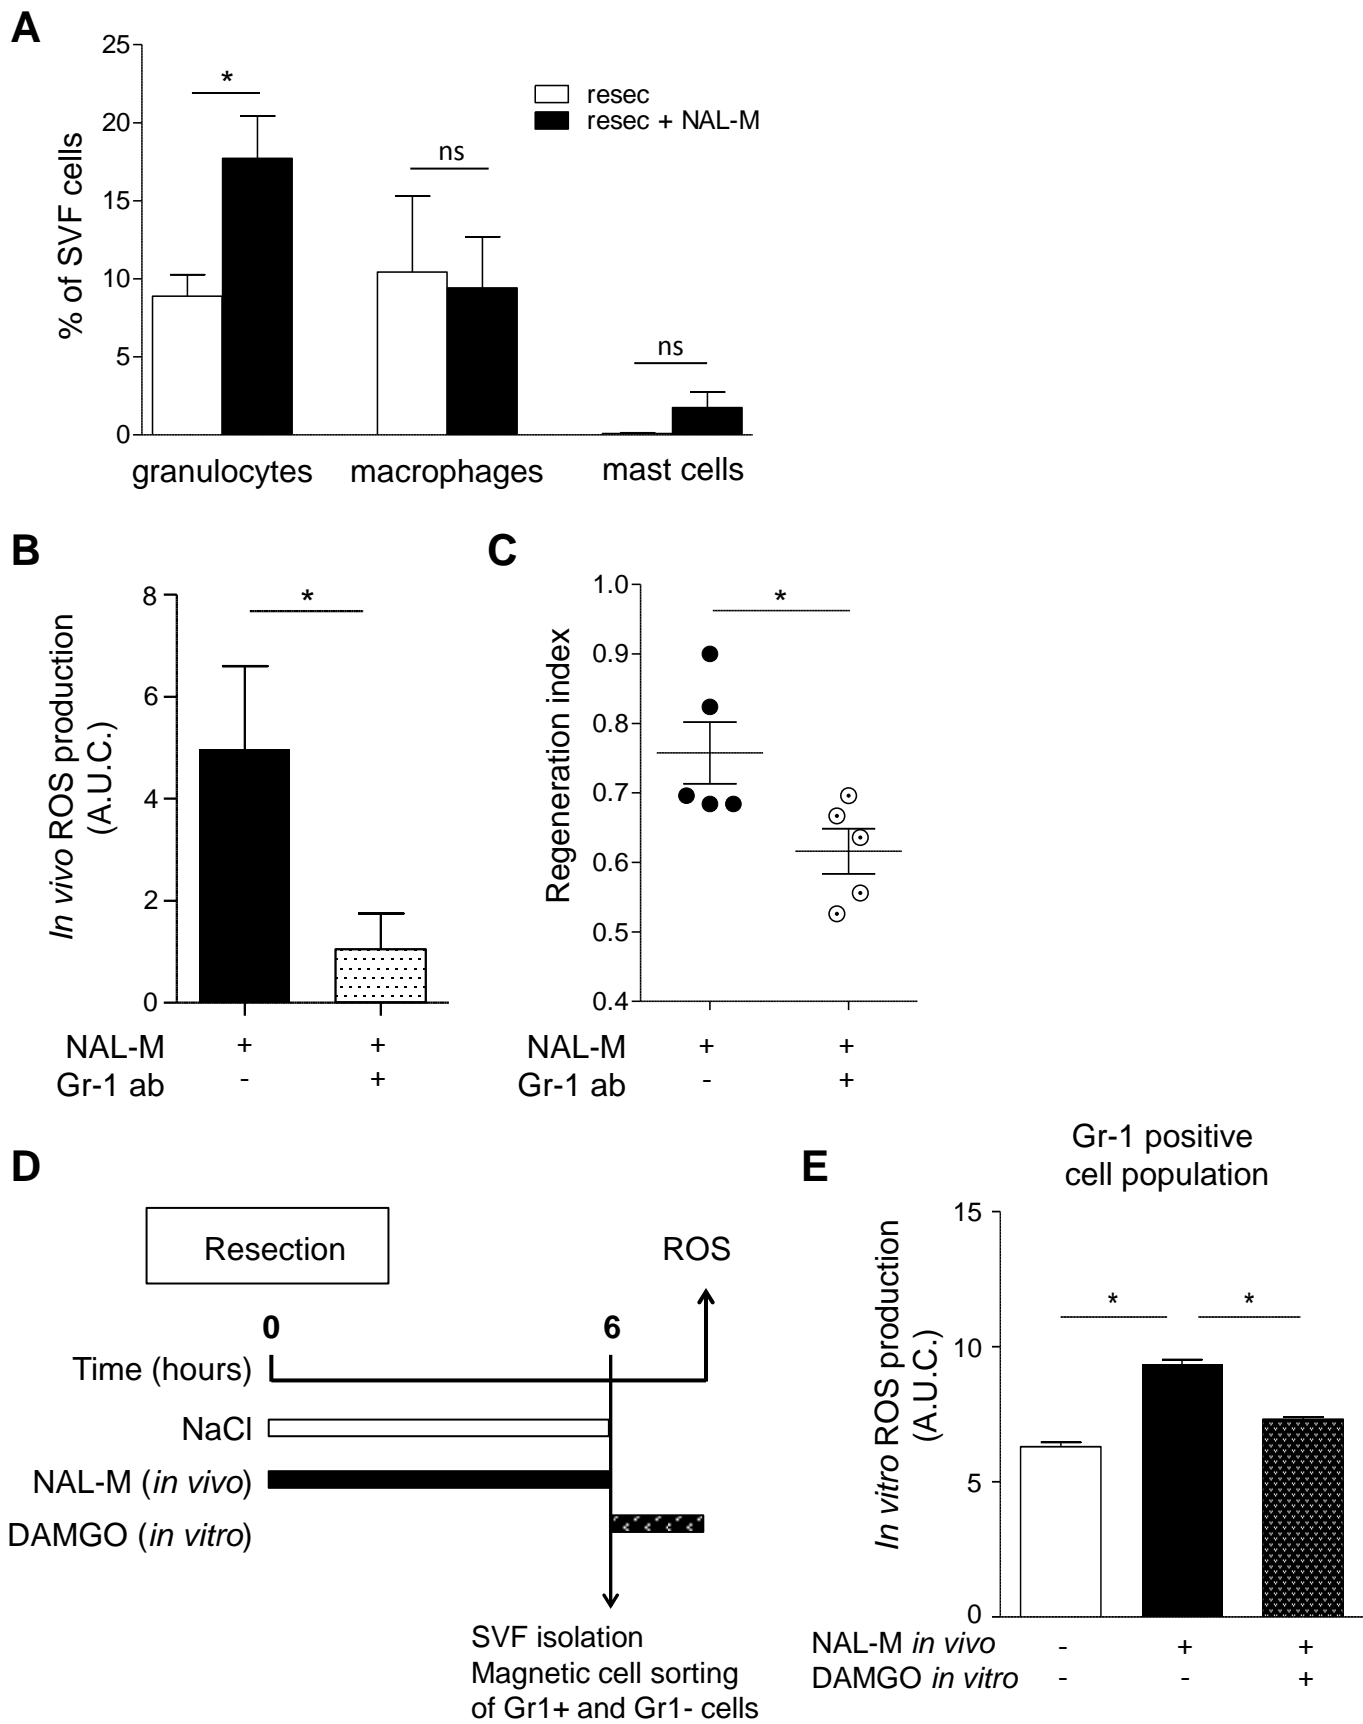 A
25
20
15
10
5
0
% of SVF cells
*
ns
ns
resec
resec + NAL-M
granulocytes macrophages mast cells
B
8
6
4
2
0
In vivo ROS production
(A.U.C.)
*
NAL-M + +
Gr-1 ab - +
C
1.0
0.9
0.8
0.7
0.6
0.5
0.4
Regeneration index
*
NAL-M + +
Gr-1 ab - +
D
Resection
ROS
0 6
Time (hours)
NaCl
NAL-M (in vivo)
DAMGO (in vitro)
SVF isolation
Magnetic cell sorting
of Gr1+ and Gr1- cells
E
Gr-1 positive
cell population
15
10
5
0
In vitro ROS production
(A.U.C.)
* *
NAL-M in vivo - + +
DAMGO in vitro - - +